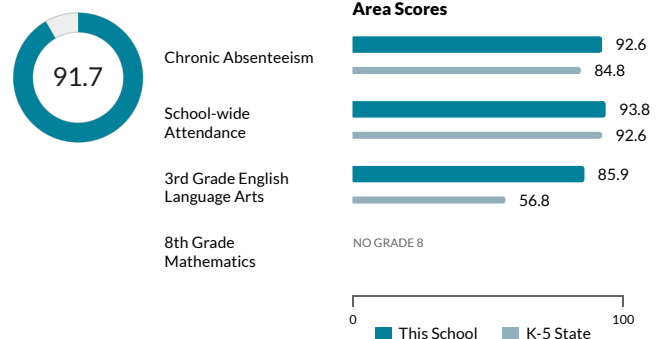 Area Scores
91.7
Chronic Absenteeism
92.6
84.8
School-wide
Attendance
93.8
92.6
3rd Grade English
Language Arts
85.9
56.8
8th Grade
Mathematics
NO GRADE 8
0
100
This School
K-5 State